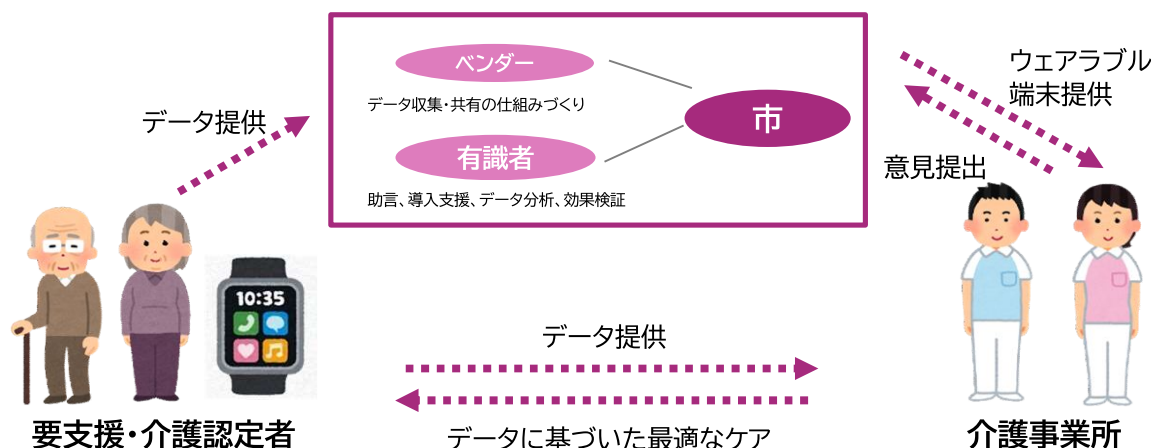 ベンダー
データ収集・共有の仕組みづくり
市
有識者
助言、導入支援、データ分析、効果検証
データ提供
ウェアラブル
端末提供
意見提出
10:35
データ提供
データに基づいた最適なケア
要支援・介護認定者
介護事業所